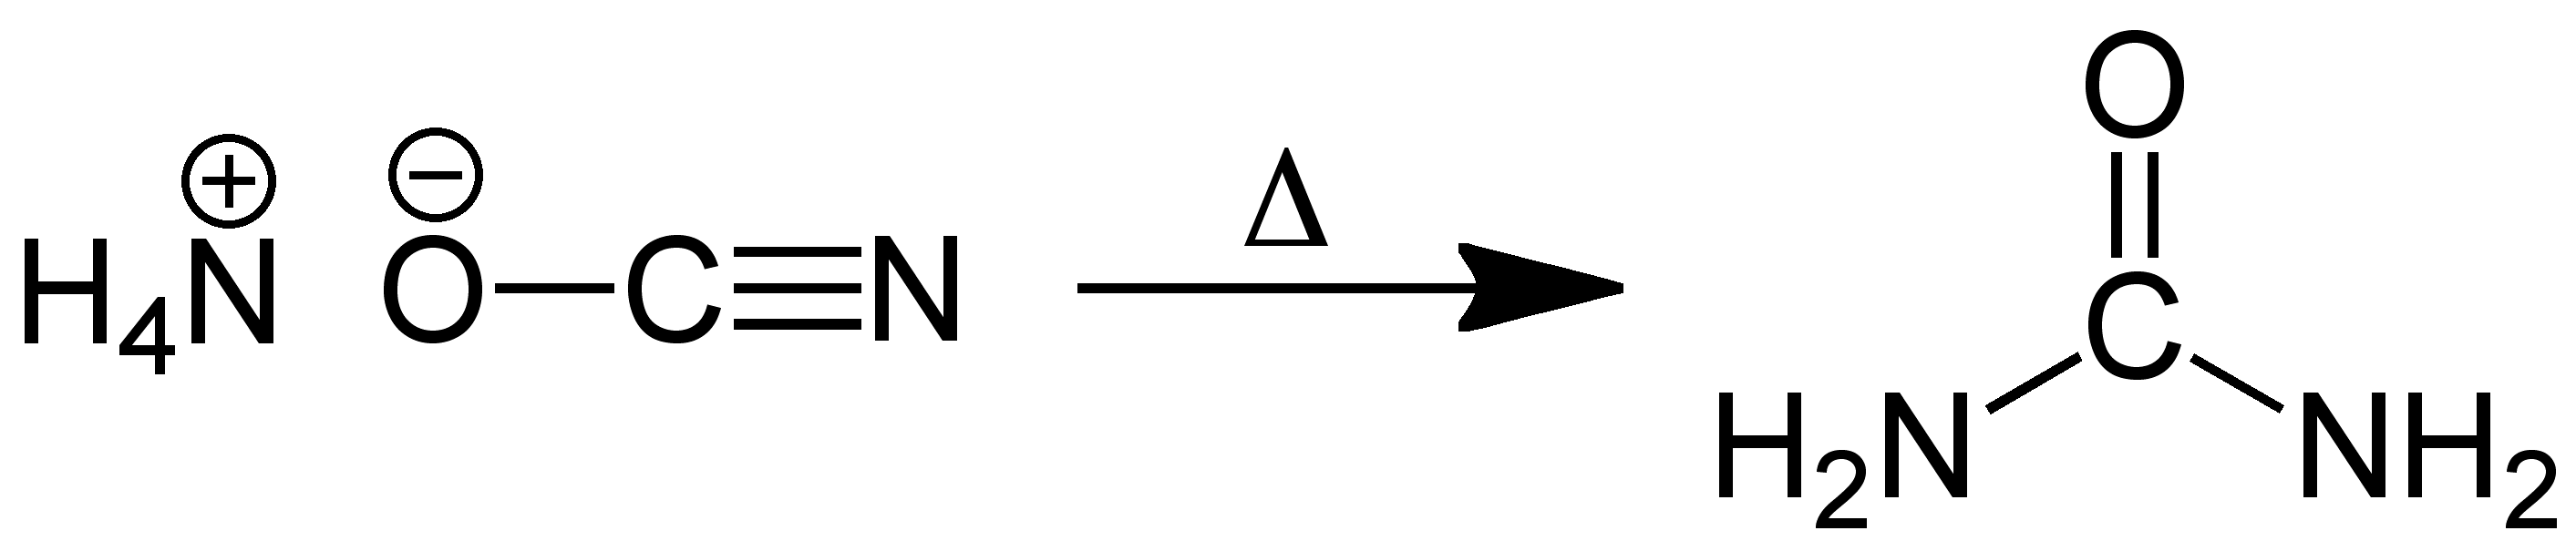 H₄N⊕ ⊖O–C≡N Δ O
C
H₂N NH₂